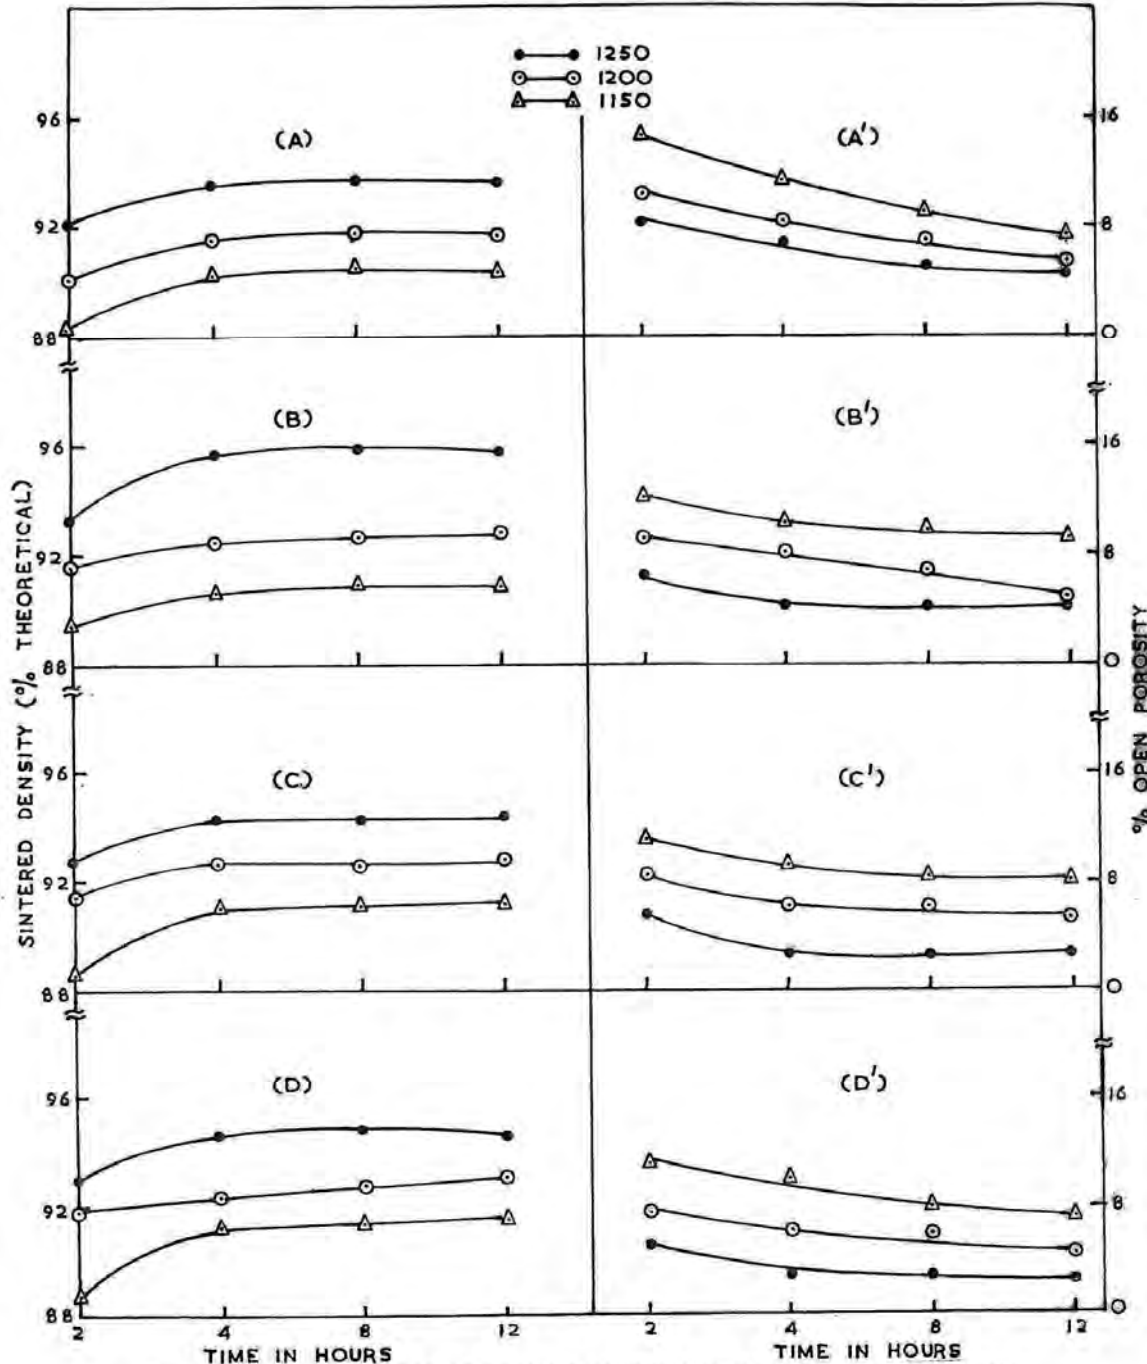 1250
1200
1150
(A)
(A')
96
92
88
16
8
0
(B)
(B')
96
92
88
16
8
0
SINTERED DENSITY (% THEORETICAL)
% OPEN POROSITY
(C)
(C')
96
92
88
16
8
0
(D)
(D')
96
92
88
16
8
0
2 4 8 12
2 4 8 12
TIME IN HOURS
TIME IN HOURS